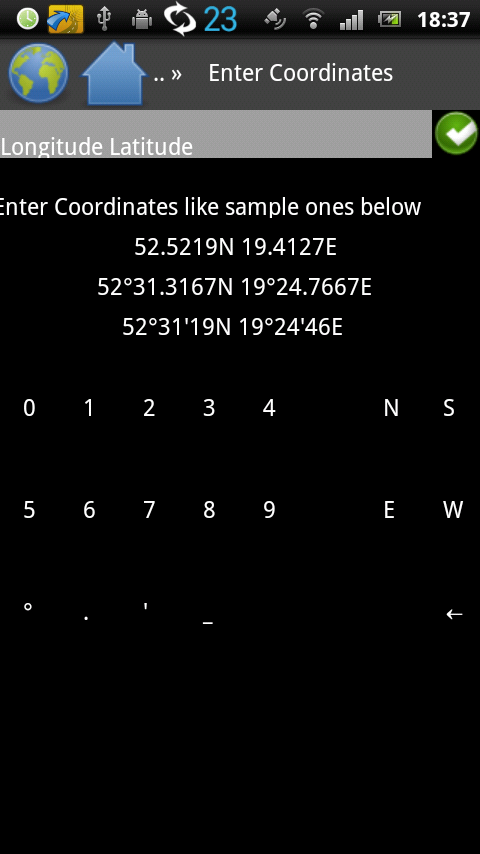 23 18:37
.. » Enter Coordinates
Longitude Latitude
Enter Coordinates like sample ones below
52.5219N 19.4127E
52°31.3167N 19°24.7667E
52°31'19N 19°24'46E
0 1 2 3 4 N S
5 6 7 8 9 E W
° . ' _ ←